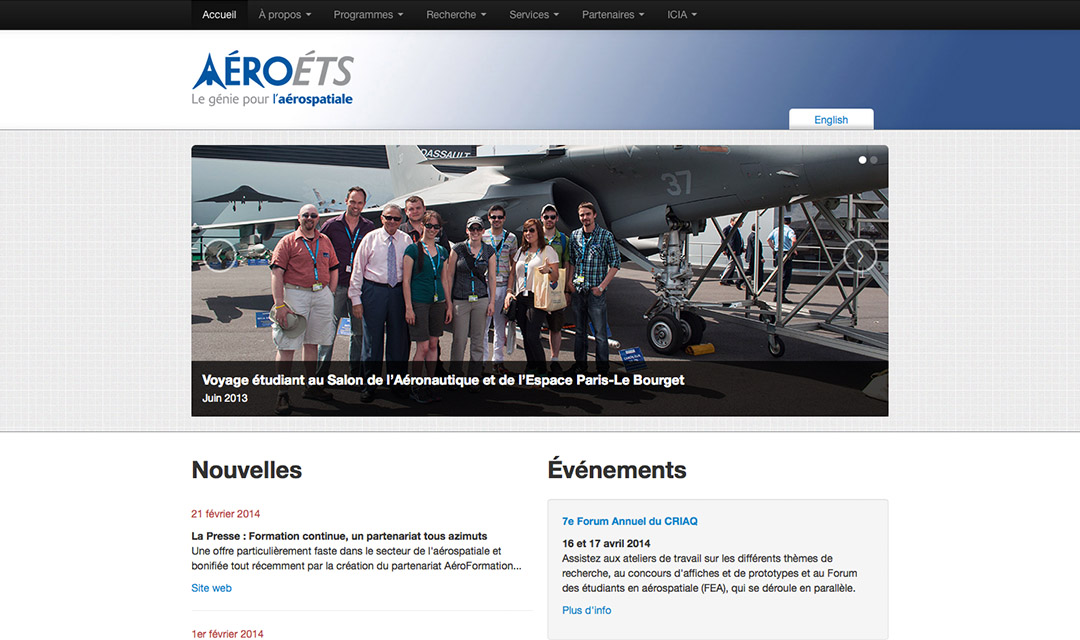 Accueil À propos Programmes Recherche Services Partenaires ICIA
AÉROÉTS
Le génie pour l'aérospatiale
English
DASSAULT
37
Voyage étudiant au Salon de l'Aéronautique et de l'Espace Paris-Le Bourget
Juin 2013
Nouvelles
21 février 2014
La Presse : Formation continue, un partenariat tous azimuts
Une offre particulièrement faste dans le secteur de l'aérospatiale et
bonifiée tout récemment par la création du partenariat AéroFormation...
Site web
1er février 2014
Événements
7e Forum Annuel du CRIAQ
16 et 17 avril 2014
Assistez aux ateliers de travail sur les différents thèmes de
recherche, au concours d'affiches et de prototypes et au Forum
des étudiants en aérospatiale (FEA), qui se déroule en parallèle.
Plus d'info